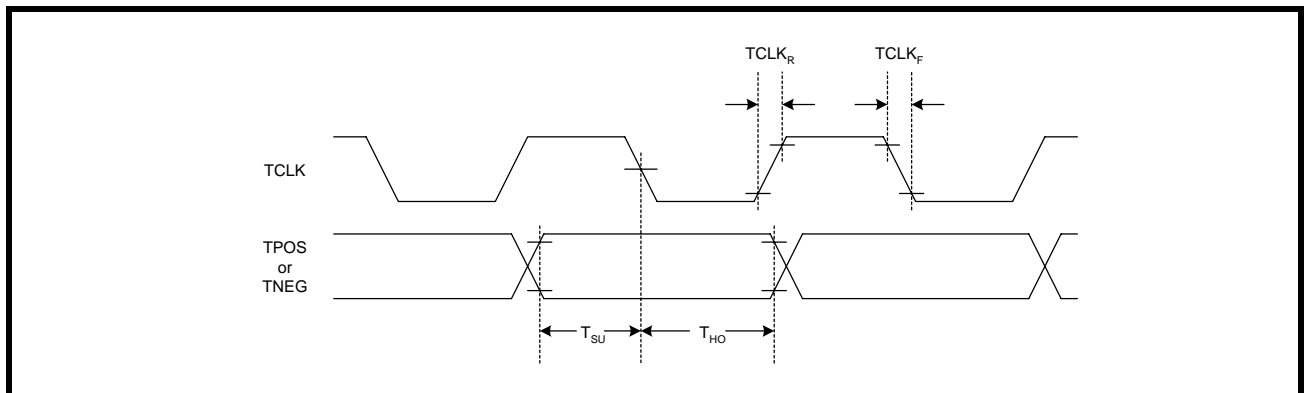 TCLK_R
TCLK_F
TCLK
TPOS
or
TNEG
T_SU
T_HO